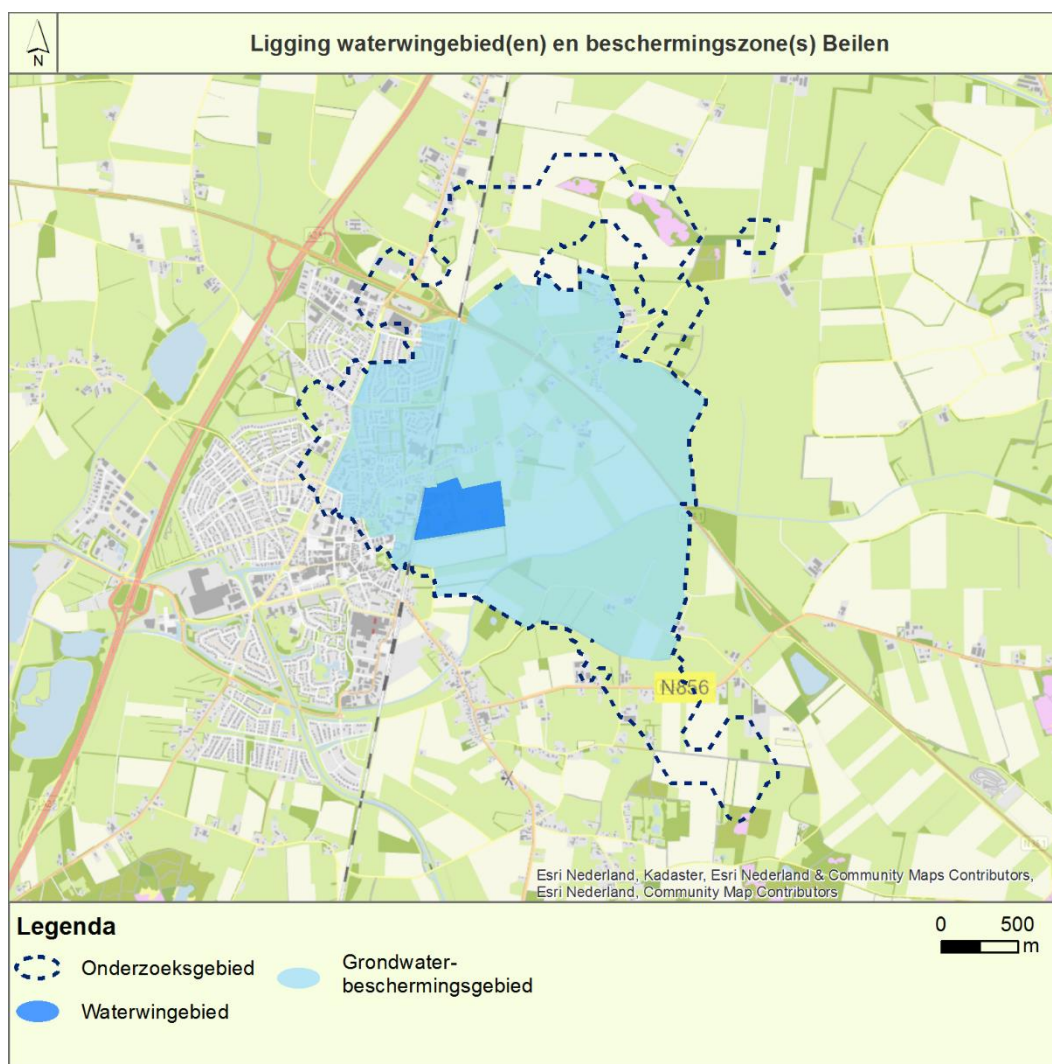 N
Ligging waterwingebied(en) en beschermingszone(s) Beilen
N856
Esri Nederland, Kadaster, Esri Nederland & Community Maps Contributors,
Esri Nederland, Community Map Contributors
Legenda
Onderzoeksgebied
Waterwingebied
Grondwater-
beschermingsgebied
0 500
m